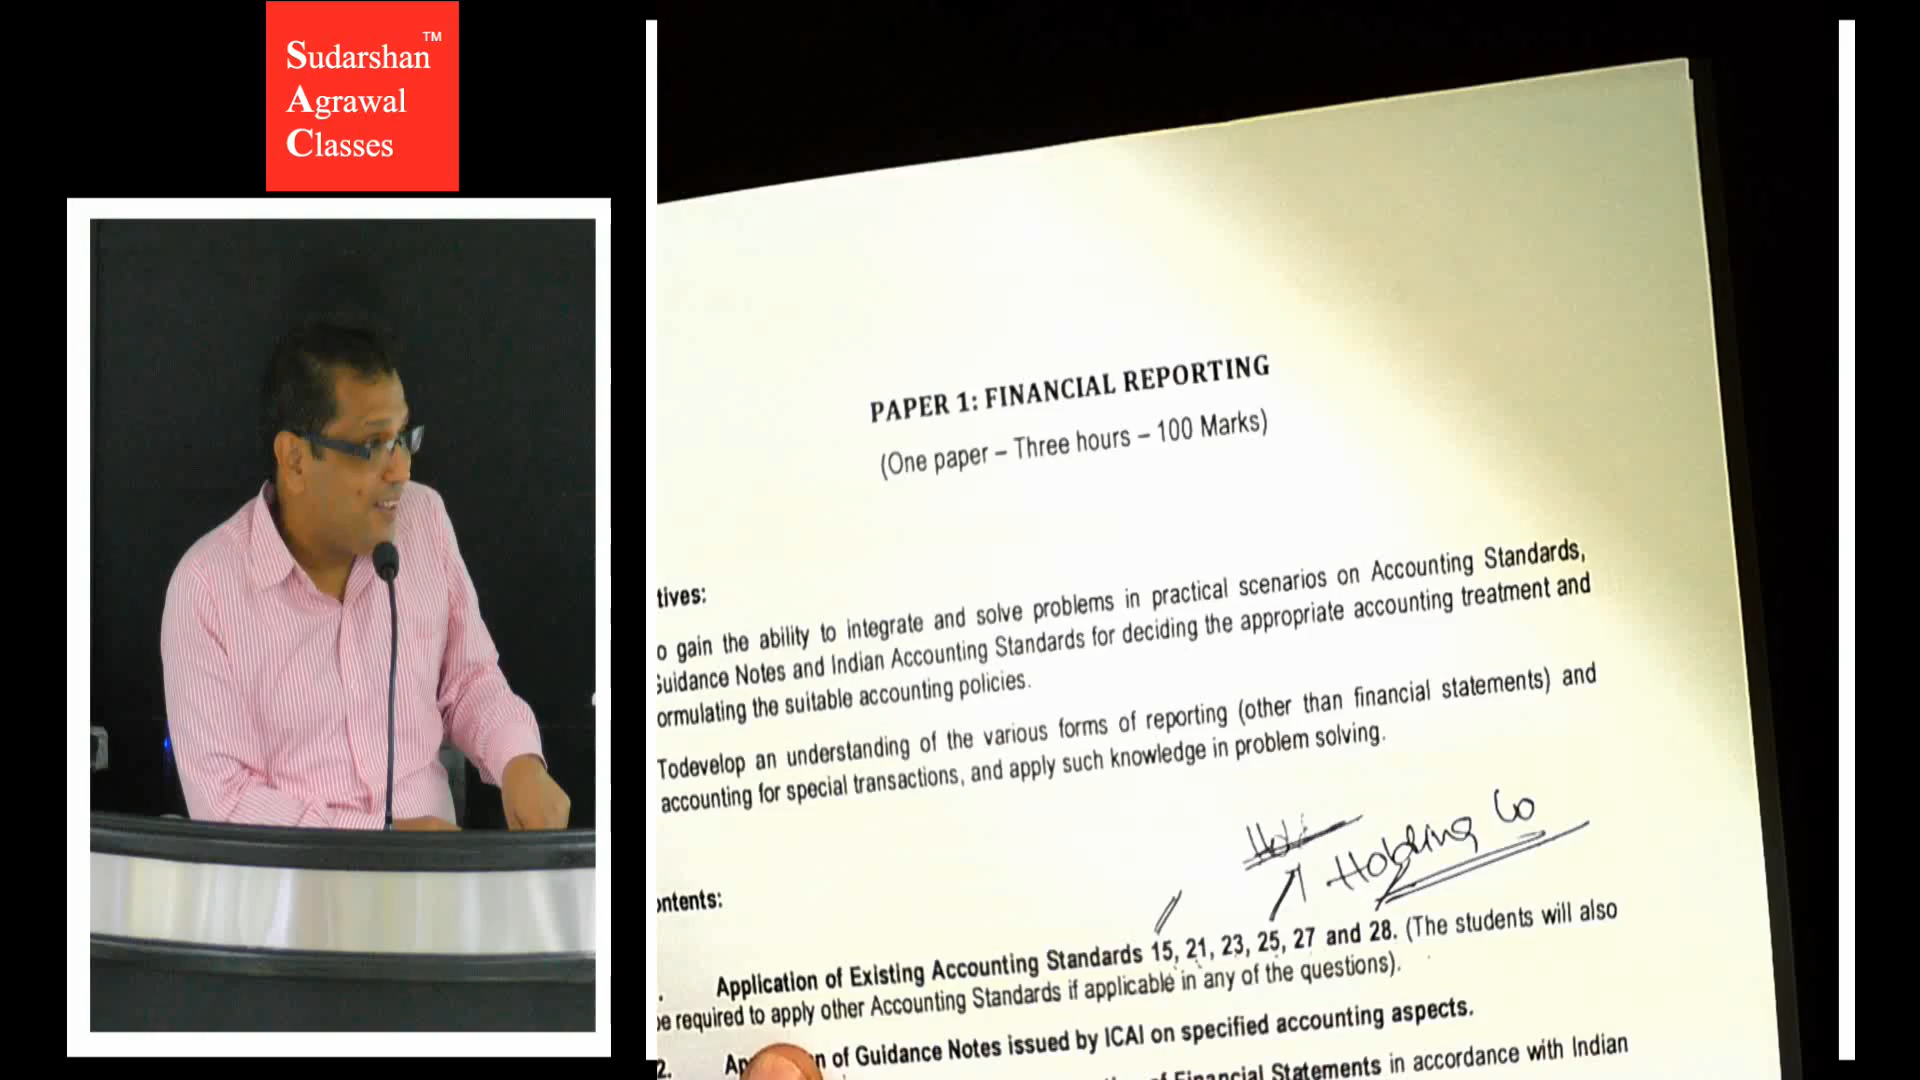 Sudarshan™
Agrawal
Classes
PAPER 1: FINANCIAL REPORTING
(One paper – Three hours – 100 Marks)
tives:
o gain the ability to integrate and solve problems in practical scenarios on Accounting Standards,
Guidance Notes and Indian Accounting Standards for deciding the appropriate accounting treatment and
ormulating the suitable accounting policies.
Todevelop an understanding of the various forms of reporting (other than financial statements) and
accounting for special transactions, and apply such knowledge in problem solving.
Holding Co
ontents:
. Application of Existing Accounting Standards 15, 21, 23, 25, 27 and 28. (The students will also
be required to apply other Accounting Standards if applicable in any of the questions).
2. Ap n of Guidance Notes issued by ICAI on specified accounting aspects.
of Financial Statements in accordance with Indian